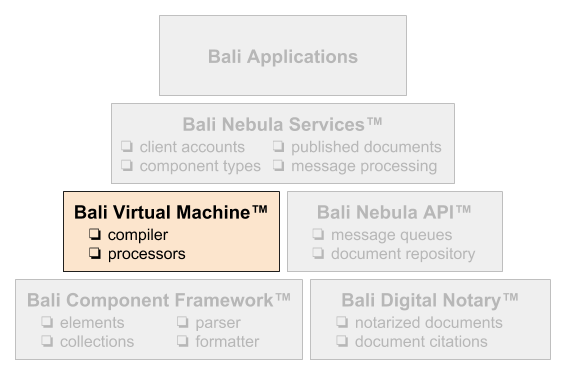 Bali Applications
Bali Nebula Services™
❏ client accounts ❏ published documents
❏ component types ❏ message processing
Bali Virtual Machine™
❏ compiler
❏ processors
Bali Nebula API™
❏ message queues
❏ document repository
Bali Component Framework™
❏ elements ❏ parser
❏ collections ❏ formatter
Bali Digital Notary™
❏ notarized documents
❏ document citations